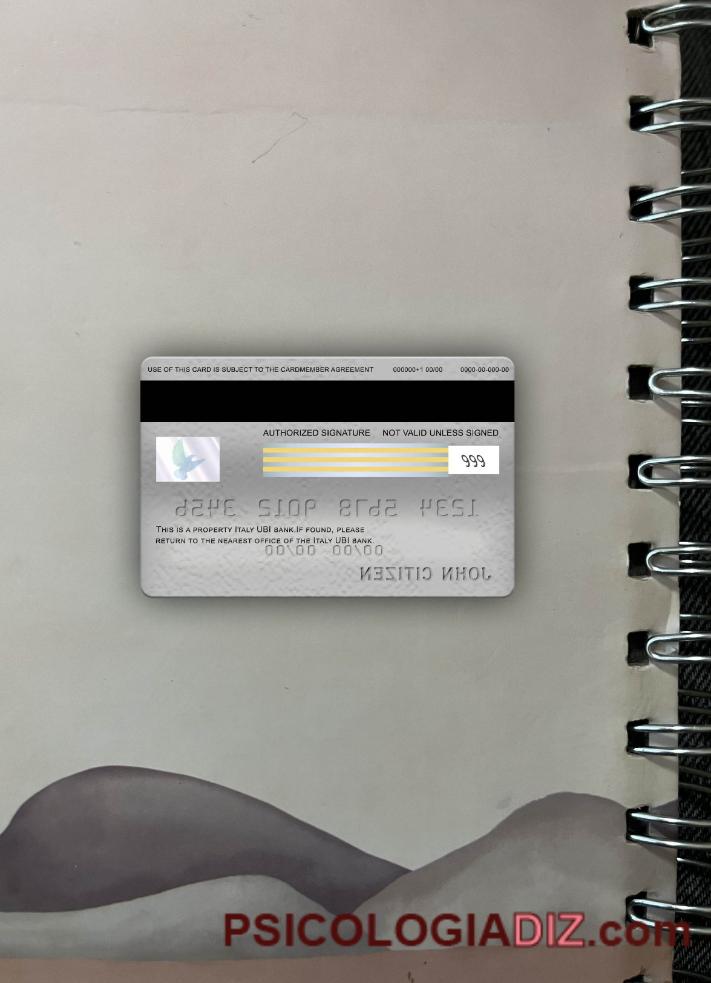 USE OF THIS CARD IS SUBJECT TO THE CARDMEMBER AGREEMENT 000000+1 00/00 0000-00-000-00
AUTHORIZED SIGNATURE NOT VALID UNLESS SIGNED
999
1234 5678 9012 3456
THIS IS A PROPERTY ITALY UBI BANK.IF FOUND, PLEASE
RETURN TO THE NEAREST OFFICE OF THE ITALY UBI BANK.
00/00 00/00
JOHN CITIZEN
PSICOLOGIADIZ.com